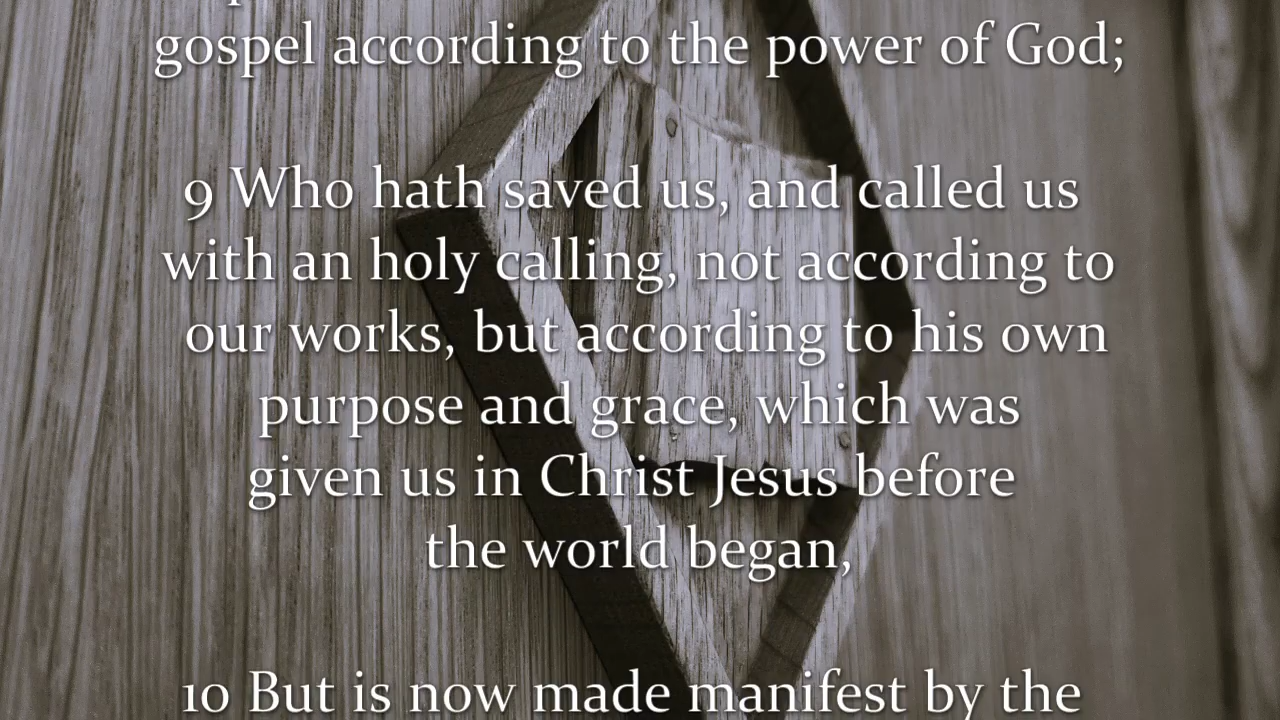 gospel according to the power of God;
9 Who hath saved us, and called us
with an holy calling, not according to
our works, but according to his own
purpose and grace, which was
given us in Christ Jesus before
the world began,
10 But is now made manifest by the